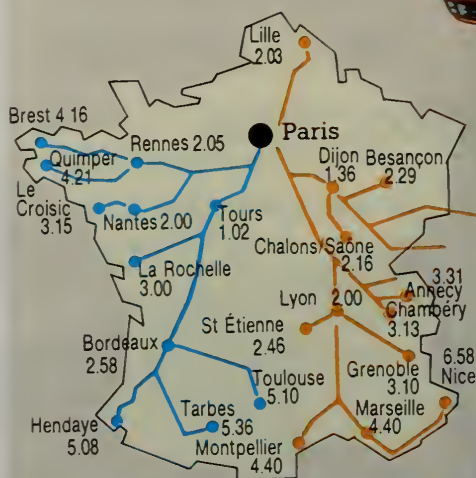 Lille
2.03
Brest 4 16
Paris
Rennes 2.05
Quimper
4.21
Dijon
1.36
Besançon
2.29
Le
Croisic
3.15
Nantes 2.00
Tours
1.02
Chalons/Saône
2.16
La Rochelle
3.00
3.31
Annecy
Lyon 2.00
Chambéry
3.13
St Étienne
2.46
Bordeaux
2.58
6.58
Nice
Grenoble
3.10
Toulouse
5.10
Marseille
4.40
Tarbes
5.36
Hendaye
5.08
Montpellier
4.40